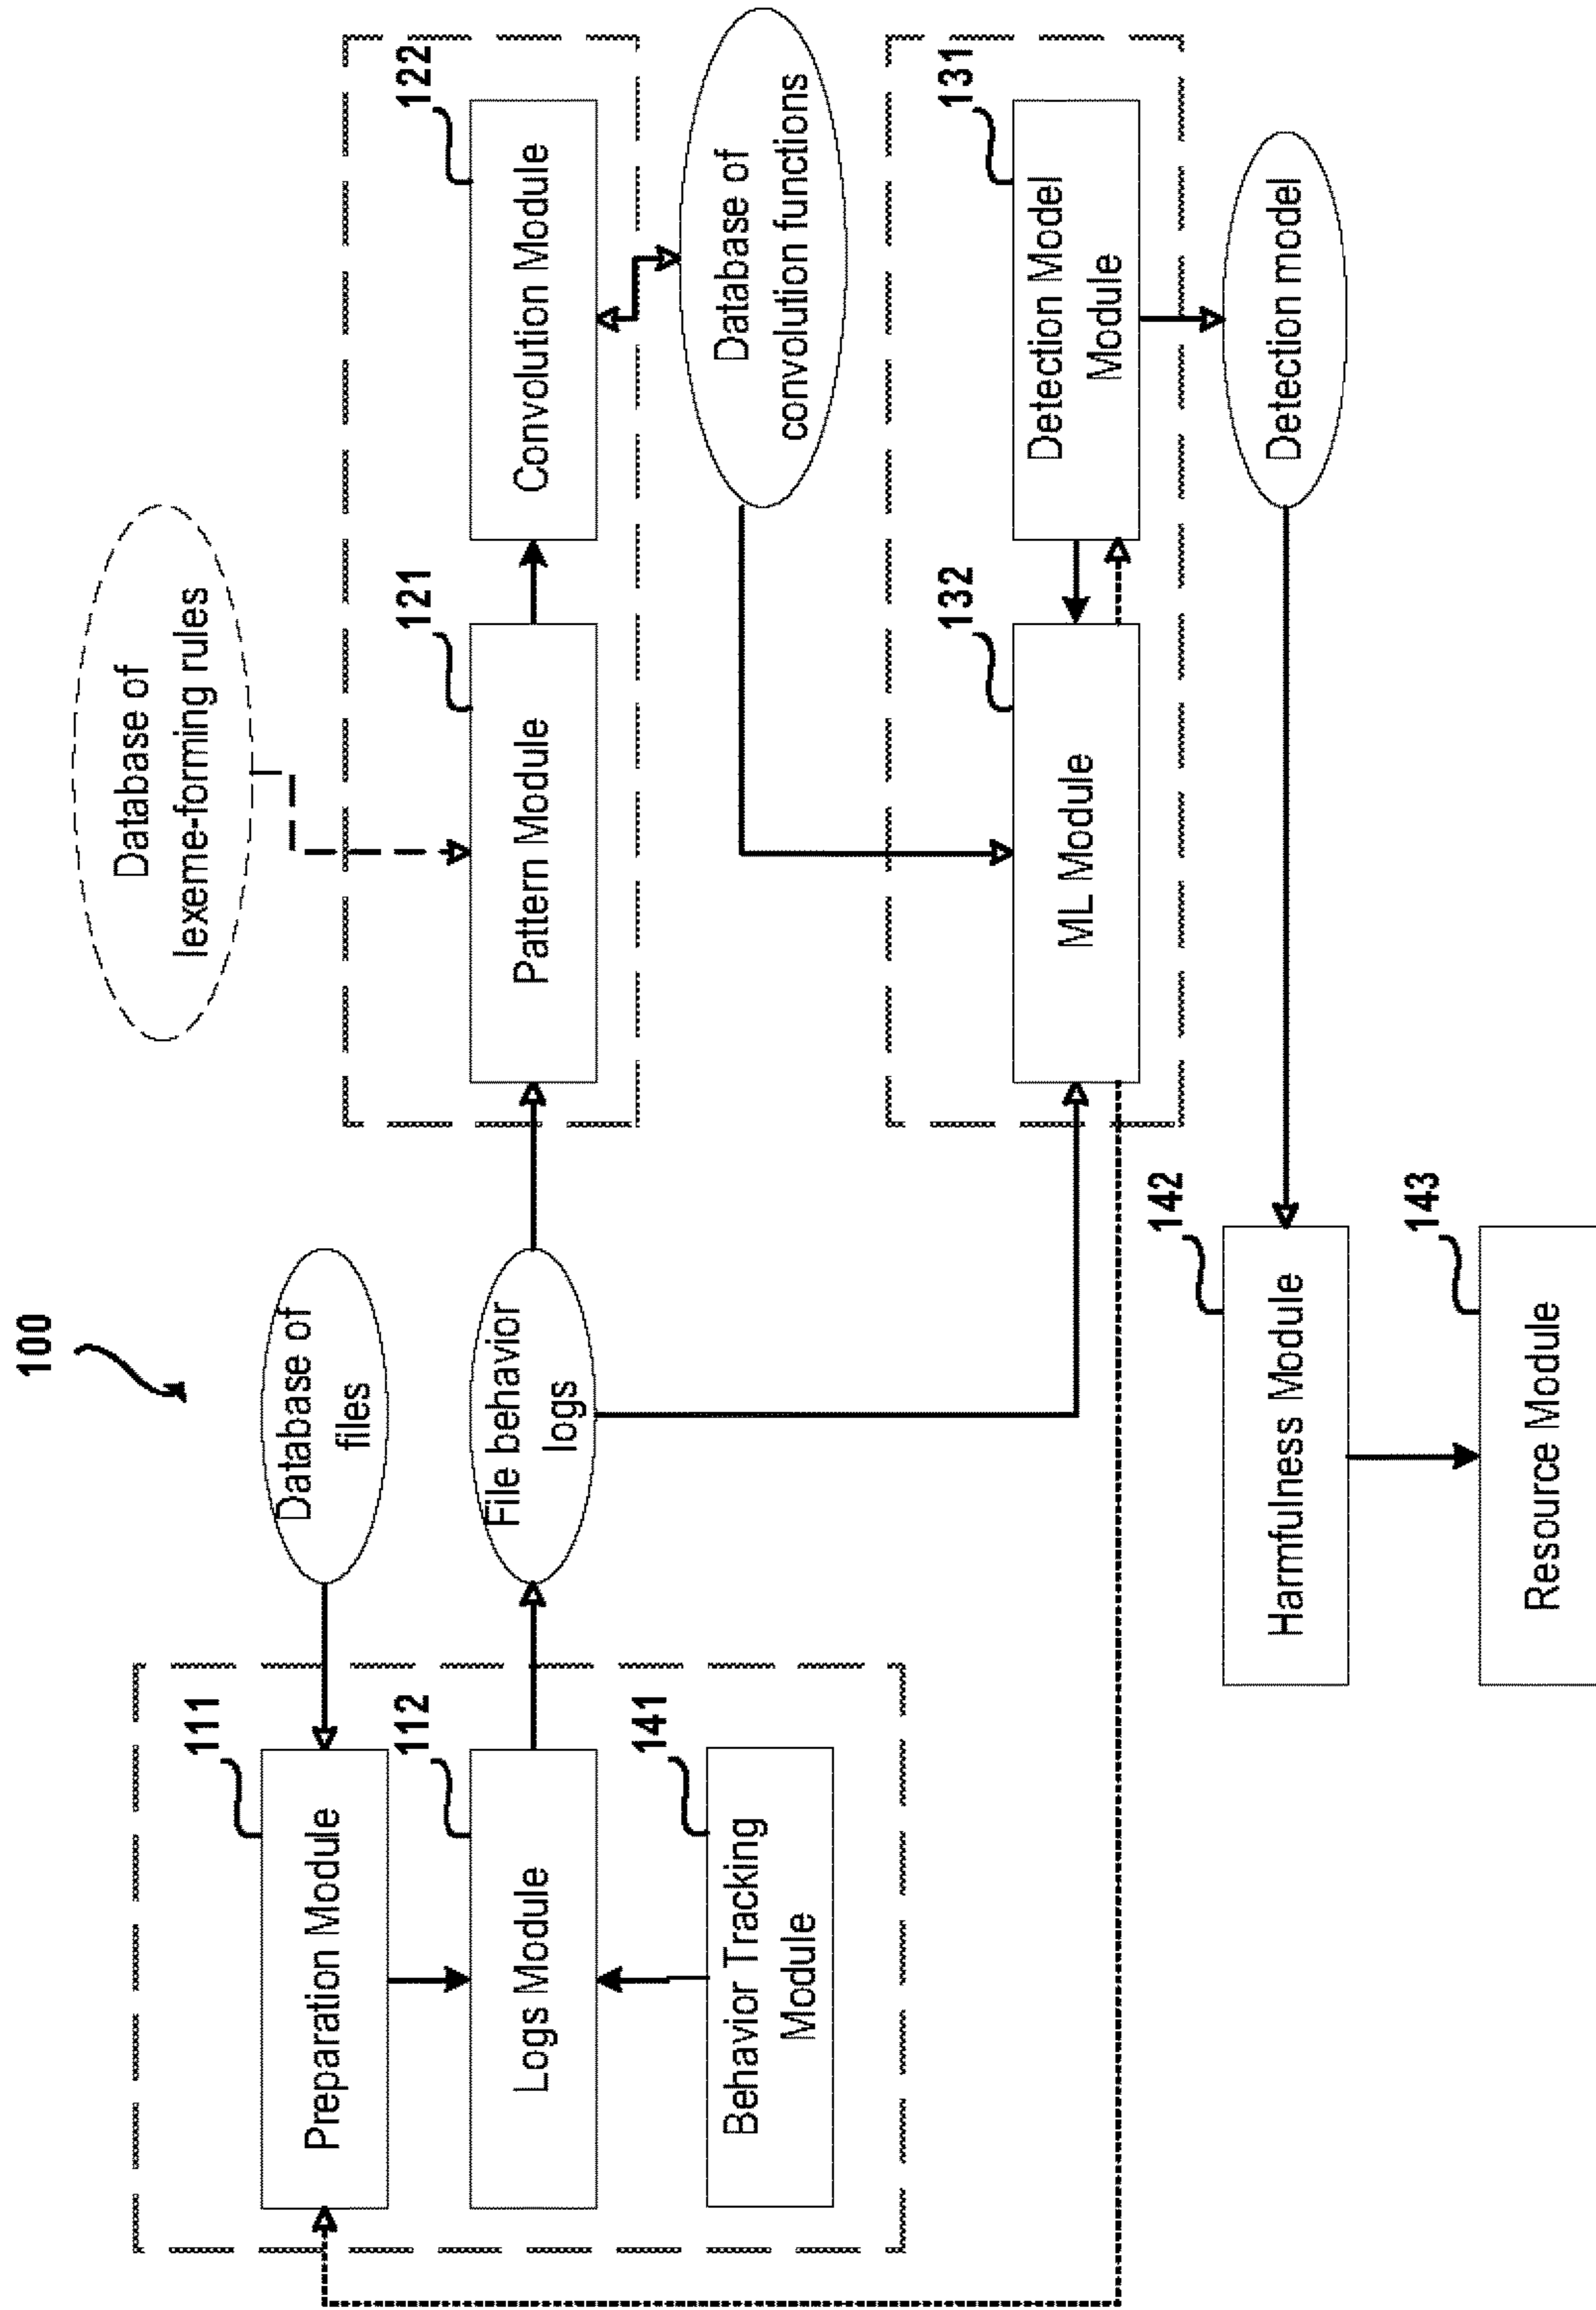 100
Database of
lexeme-forming rules
111
Preparation Module
Database of
files
112
Logs Module
File behavior
logs
121
Pattern Module
122
Convolution Module
141
Behavior Tracking
Module
Database of
convolution functions
132
ML Module
131
Detection Model
Module
142
Harfmulness Module
Detection model
143
Resource Module